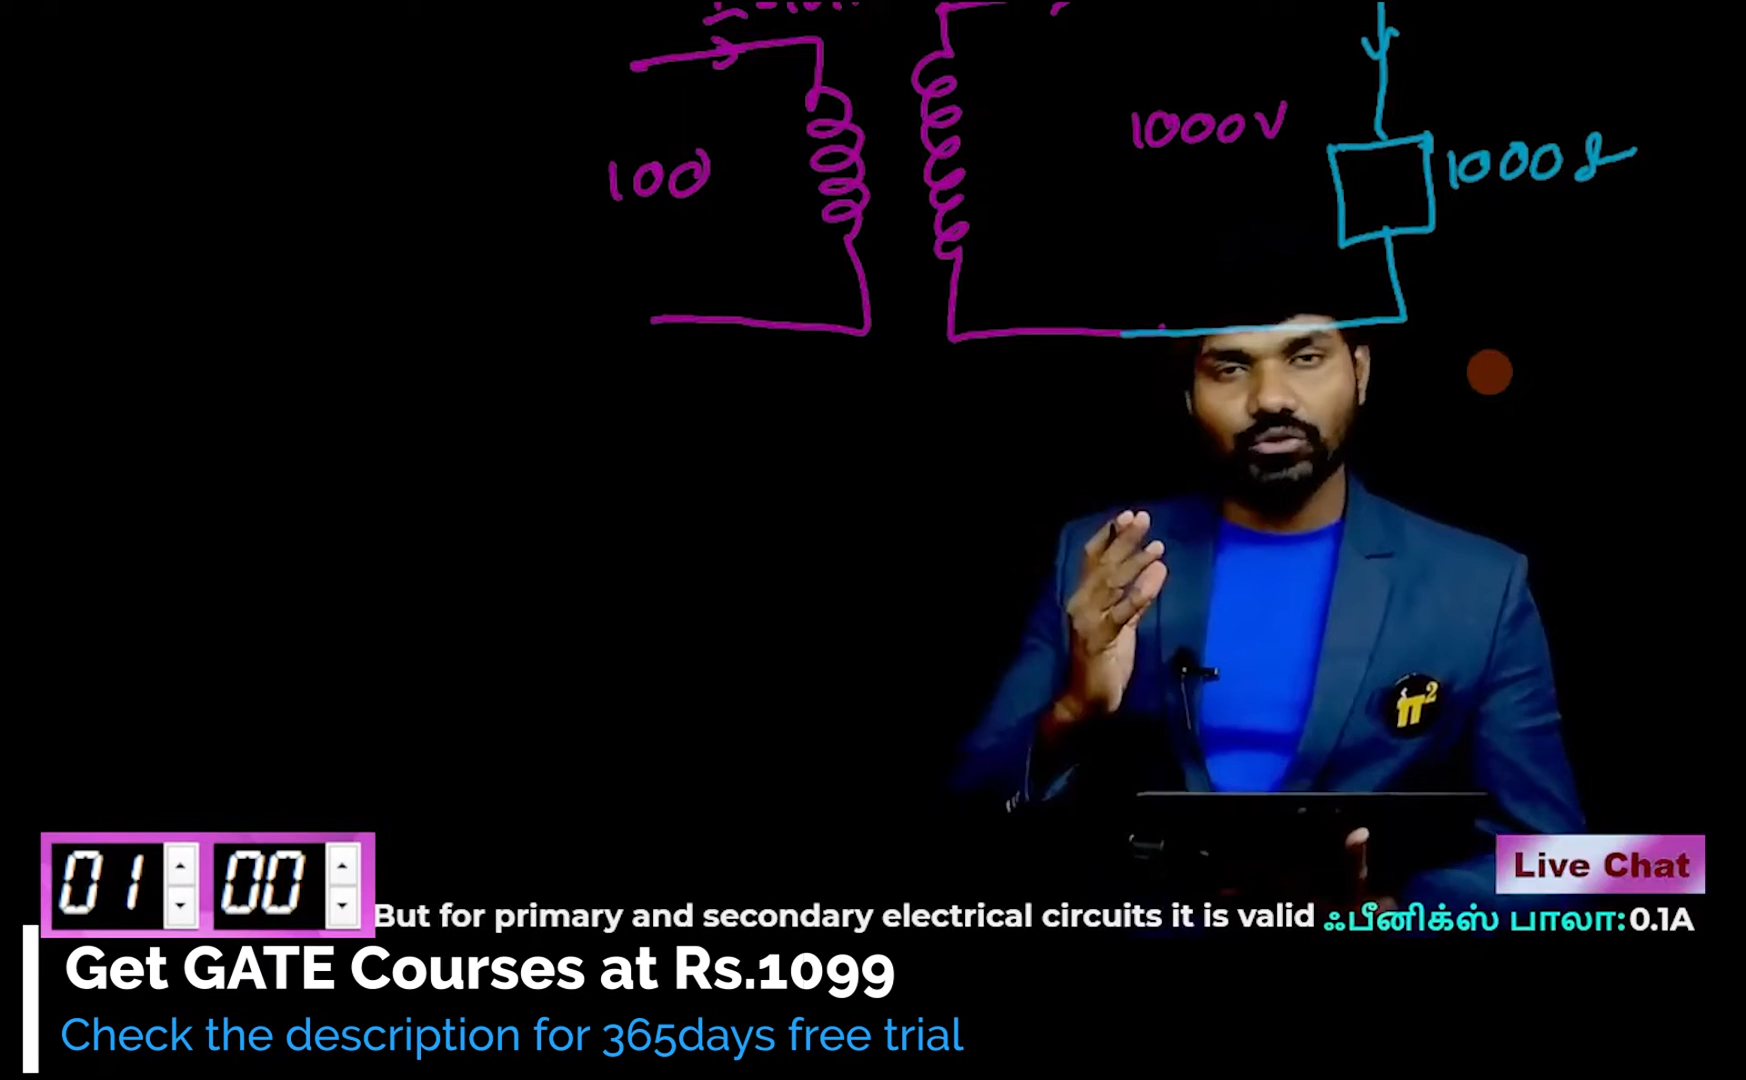 1000V
1000Ω
100
π²
01 00
Live Chat
But for primary and secondary electrical circuits it is valid ஃபீனிக்ஸ் பாலா: 0.1A
Get GATE Courses at Rs.1099
Check the description for 365days free trial